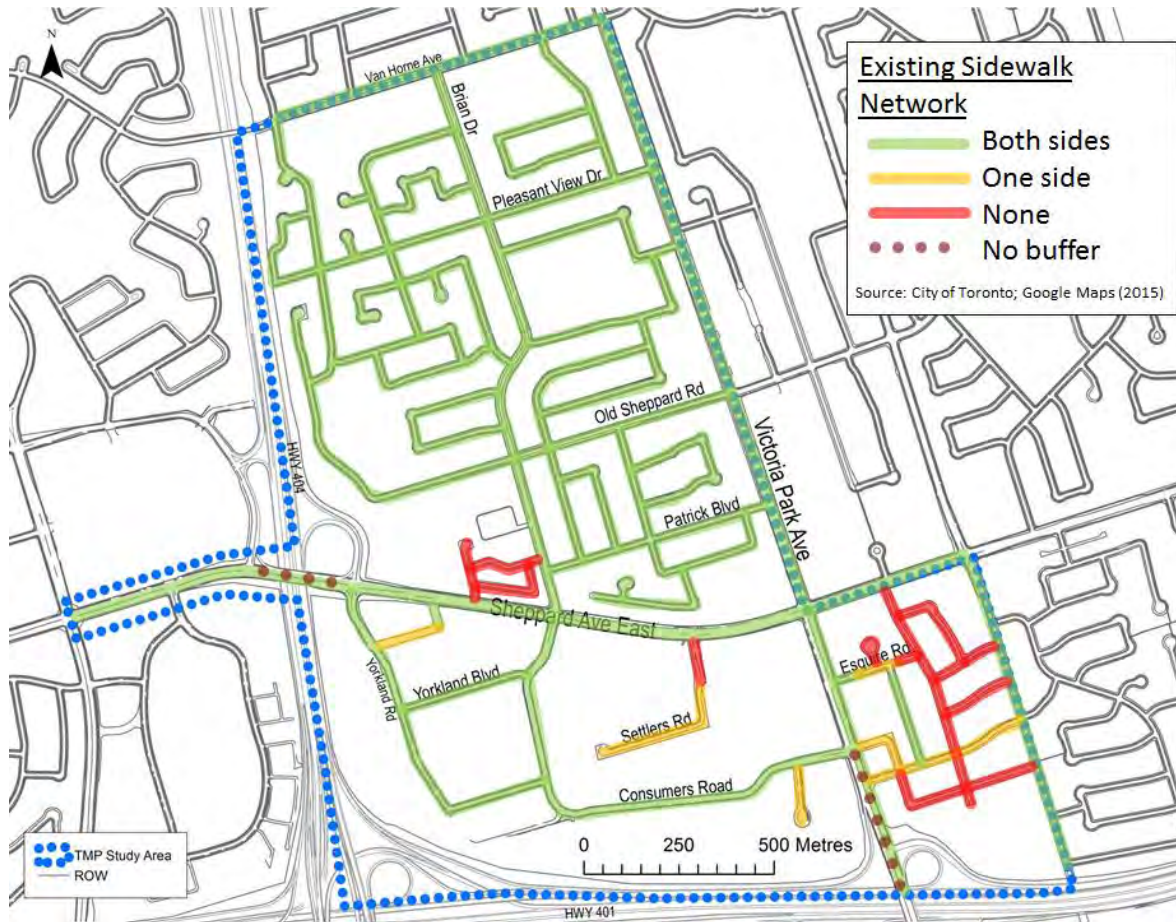 N
Existing Sidewalk
Network
Both sides
One side
None
No buffer
Source: City of Toronto; Google Maps (2015)
Van Horne Ave
Brian Dr
Pleasant View Dr
Old Sheppard Rd
Victoria Park Ave
HWY 404
Patrick Blvd
Sheppard Ave East
Esquire Rd
Yorkland Rd
Yorkland Blvd
Settlers Rd
Consumers Road
0 250 500 Metres
TMP Study Area
ROW
HWY 401